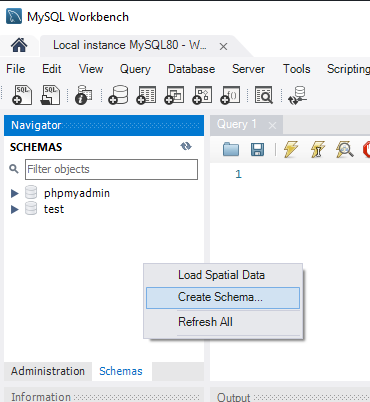 MySQL Workbench
Local instance MySQL80 - W...
File Edit View Query Database Server Tools Scripting
Navigator
Query 1
SCHEMAS
Filter objects
1
phpmyadmin
test
Load Spatial Data
Create Schema...
Refresh All
Administration Schemas
Information
Output